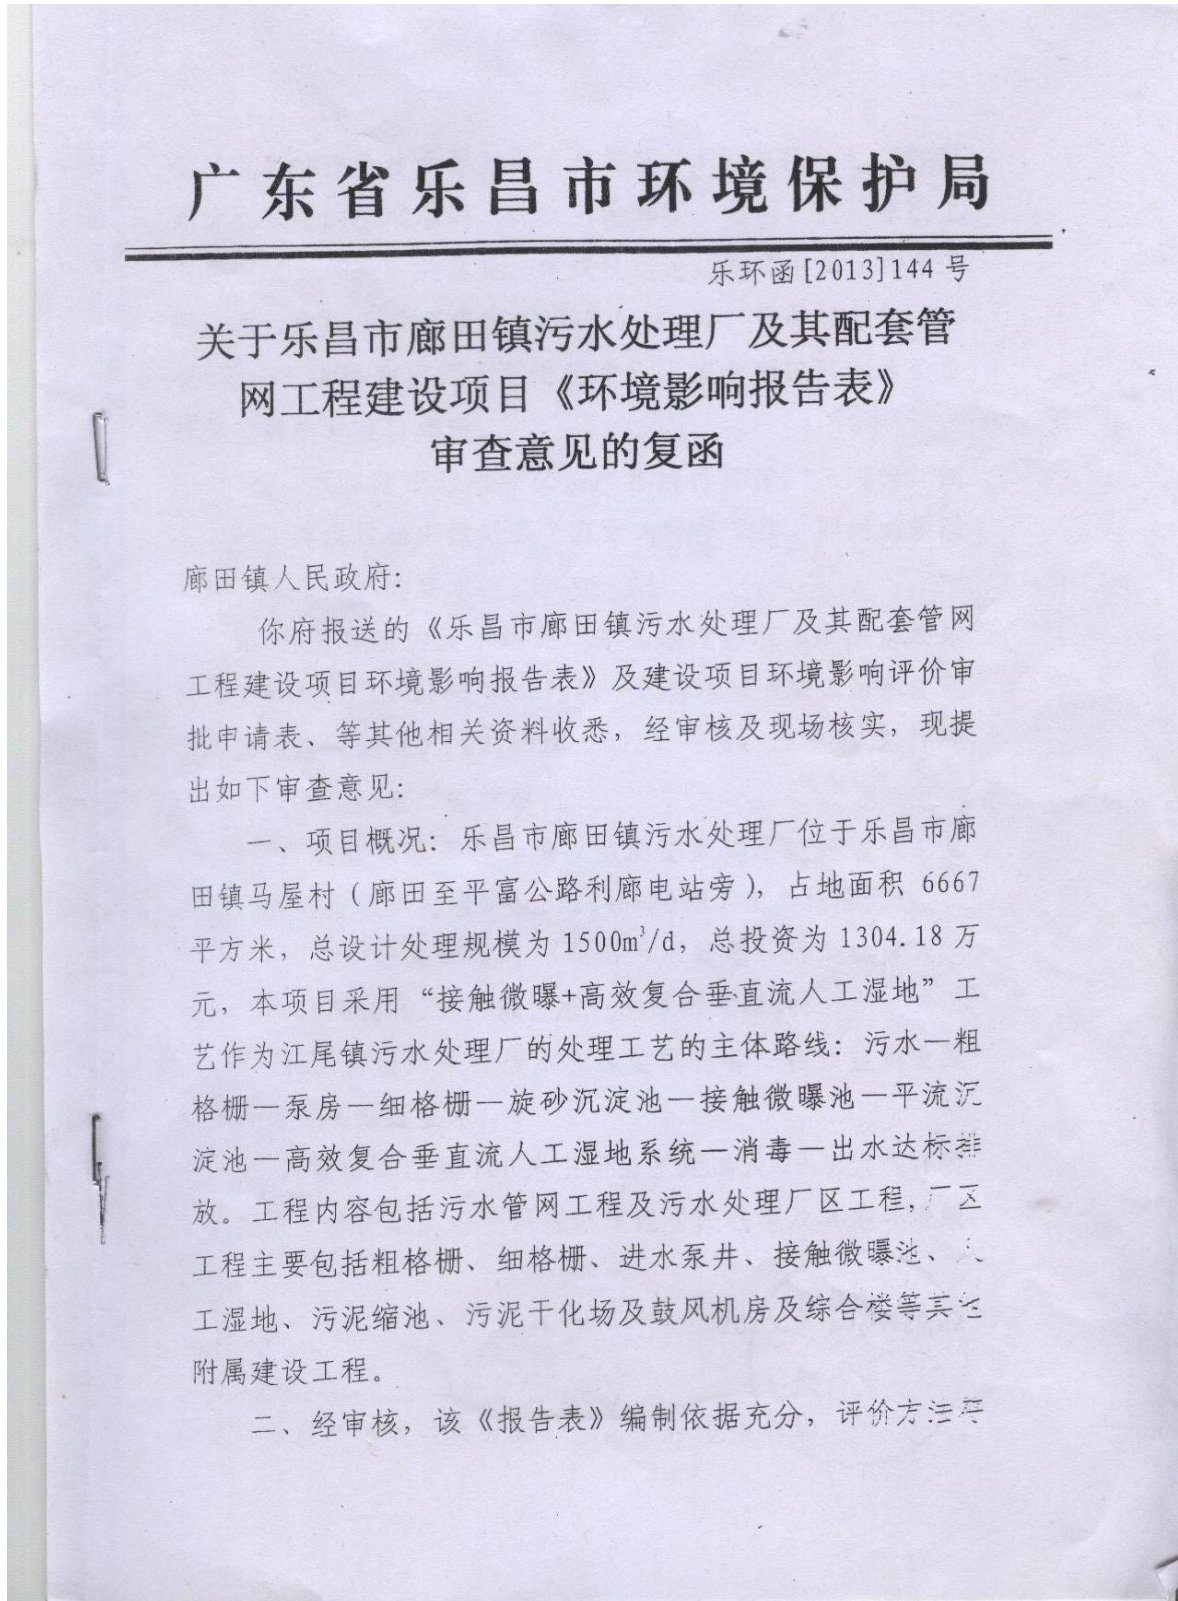 广东省乐昌市环境保护局
乐环函[2013]144号
关于乐昌市廊田镇污水处理厂及其配套管
网工程建设项目《环境影响报告表》
审查意见的复函
廊田镇人民政府：
你府报送的《乐昌市廊田镇污水处理厂及其配套管网
工程建设项目环境影响报告表》及建设项目环境影响评价审
批申请表、等其他相关资料收悉，经审核及现场核实，现提
出如下审查意见：
一、项目概况：乐昌市廊田镇污水处理厂位于乐昌市廊
田镇马屋村（廊田至平富公路利廊电站旁），占地面积 6667
平方米，总设计处理规模为1500m³/d，总投资为1304.18万
元，本项目采用“接触微曝+高效复合垂直流人工湿地”工
艺作为江尾镇污水处理厂的处理工艺的主体路线：污水—粗
格栅—泵房—细格栅—旋砂沉淀池—接触微曝池—平流沉
淀池—高效复合垂直流人工湿地系统—消毒—出水达标排
放。工程内容包括污水管网工程及污水处理厂区工程，厂区
工程主要包括粗格栅、细格栅、进水泵井、接触微曝池、人
工湿地、污泥缩池、污泥干化场及鼓风机房及综合楼等其他
附属建设工程。
二、经审核，该《报告表》编制依据充分，评价方法